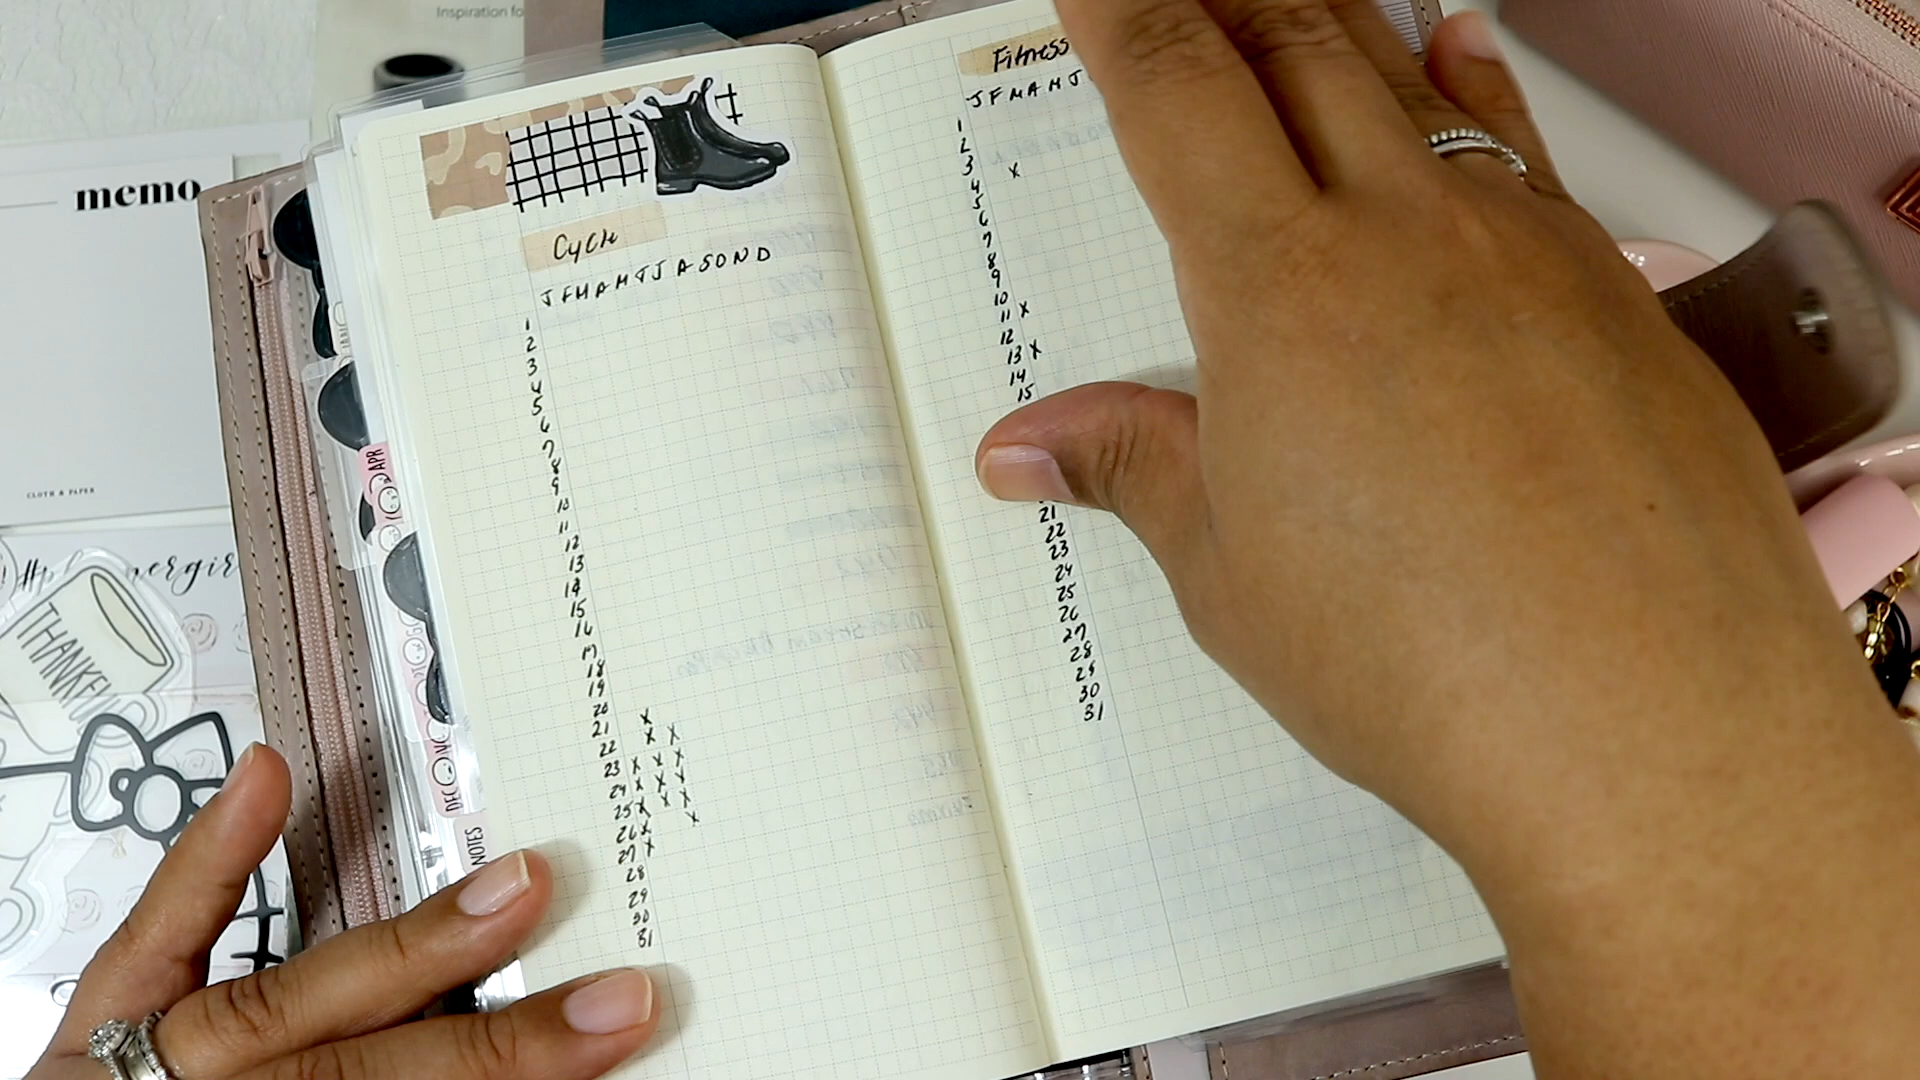 Inspiration fo
memo
CLOTH & PAPER
THANKFU
APR
DEC
NOTES
Cycle
J F M A M J J A S O N D
1
2
3
4
5
6
7
8
9
10
11
12
13
14
15
16
17
18
19
20
21 x
22 x x
23 x x x
24 x x x
25 x x x
26 x x
27 x
28
29
30
31
Fitness
J F M A M J
1
2
3 x
4
5
6
7
8
9
10
11 x
12
13 x
14
15
21
22
23
24
25
26
27
28
29
30
31